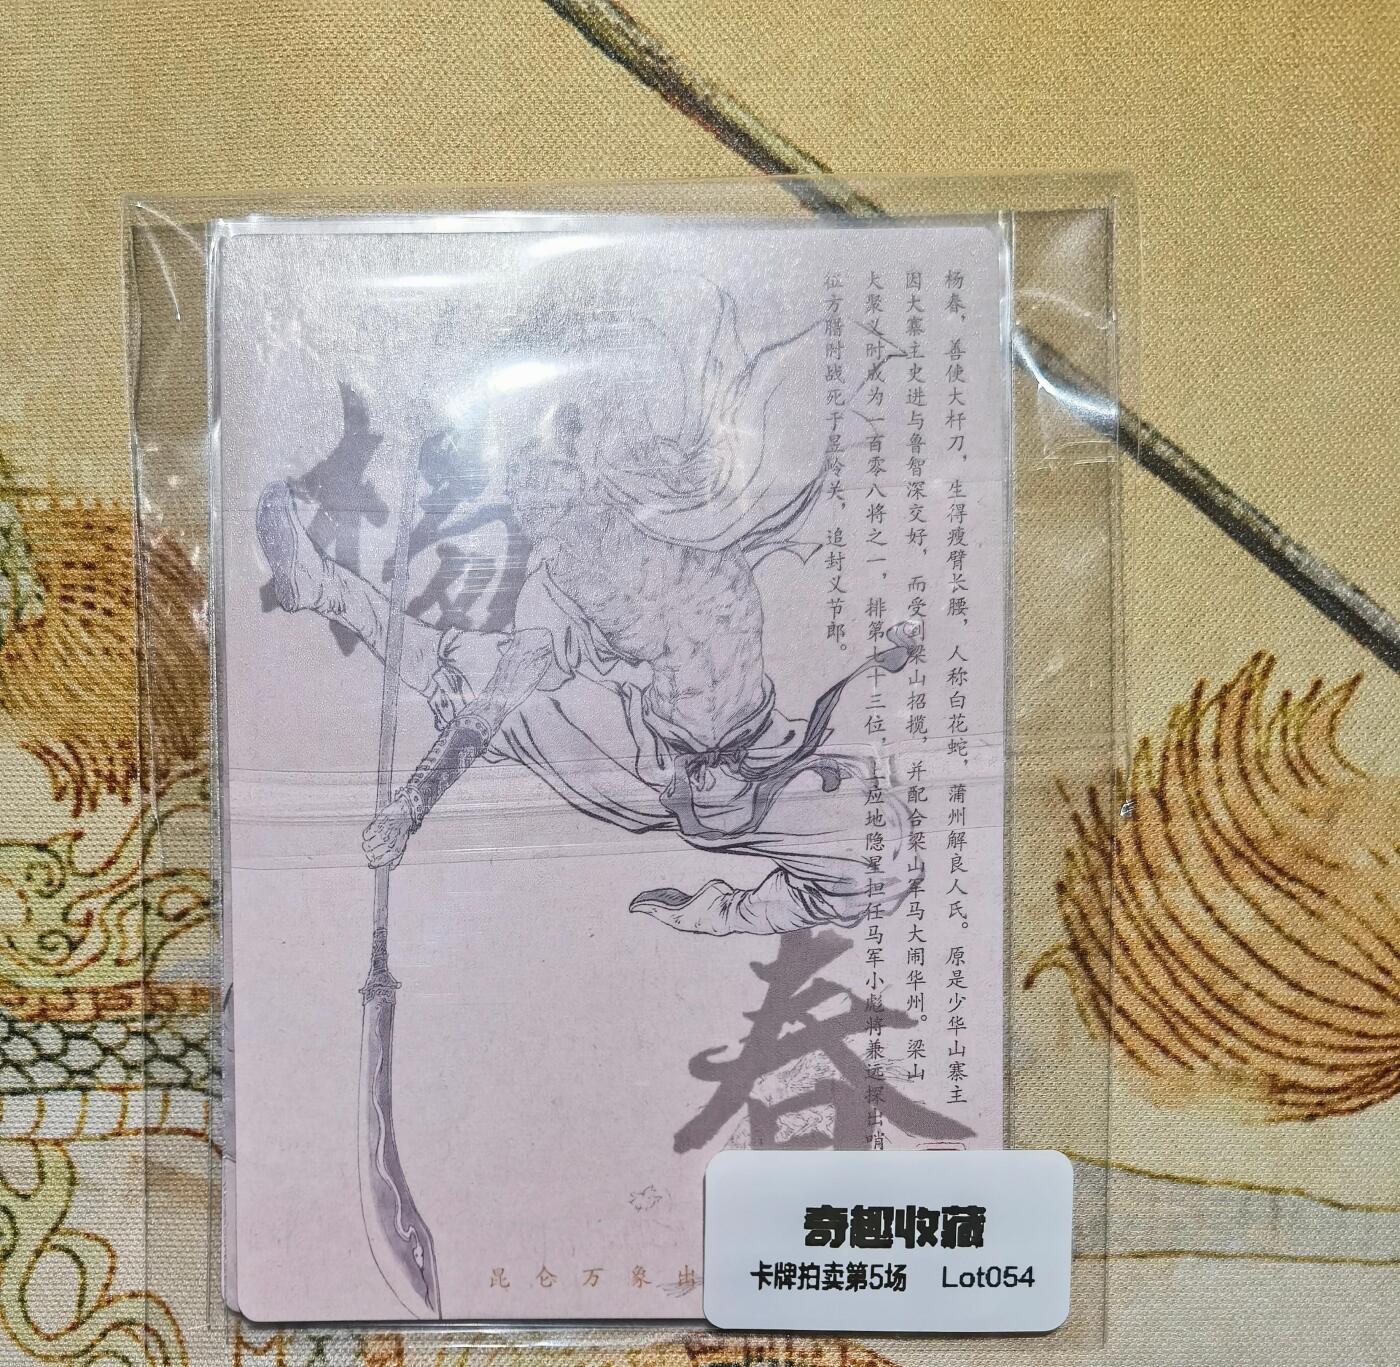 杨春，善使大杆刀，生得瘦臂长腰，人称白花蛇，蒲州解良人氏。原是少华山寨主
因大寨主史进与鲁智深交好，而受到梁山招揽，并配合梁山军马大闹华州。梁山
大聚义时成为一百零八将之一，排第七十三位，上应地隐星担任马军小彪将兼远探出哨
征方腊时战死于昱岭关，追封义节郎。
杨
春
昆仑万象出
奇趣收藏
卡牌拍卖第5场 Lot054